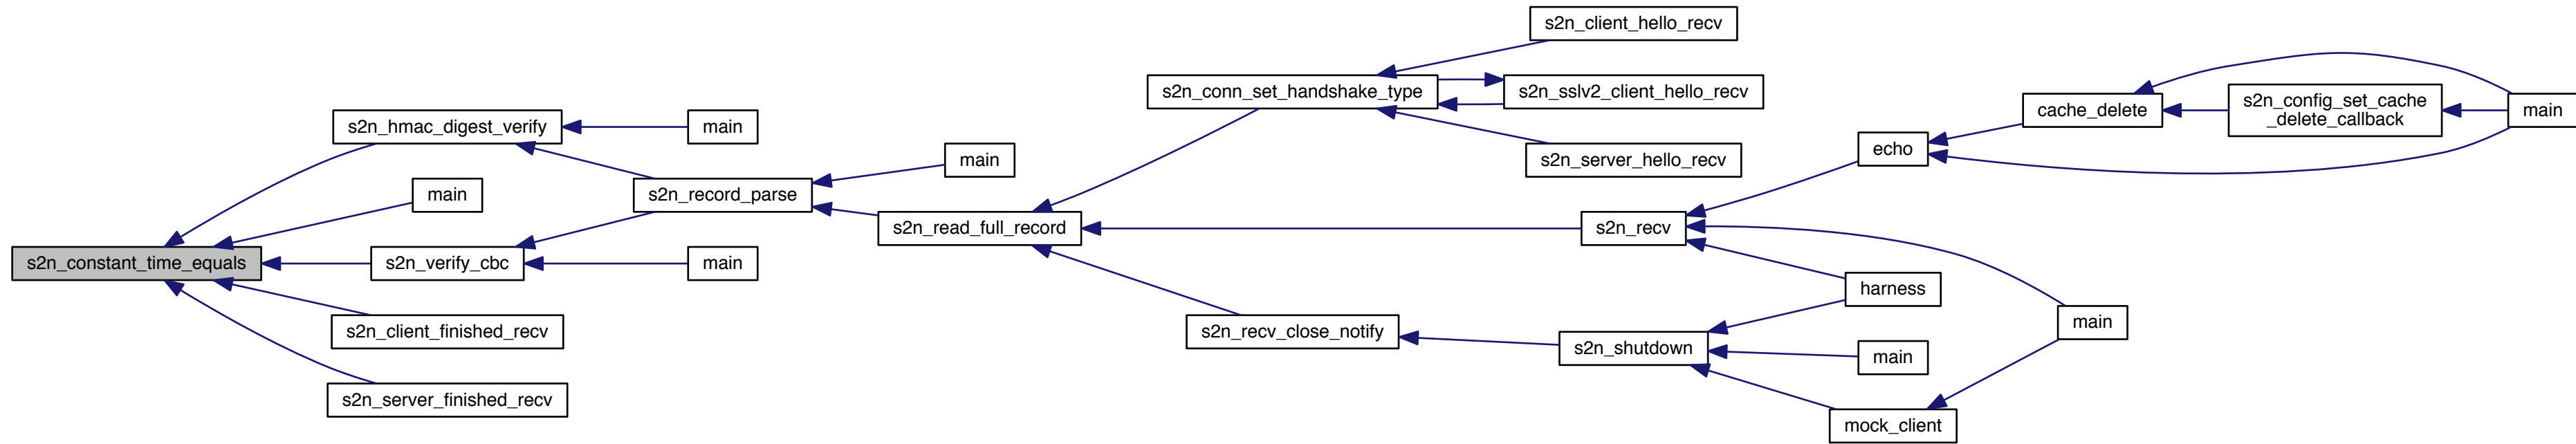 s2n_client_hello_recv
s2n_conn_set_handshake_type
s2n_sslv2_client_hello_recv
s2n_config_set_cache
_delete_callback
cache_delete
main
s2n_hmac_digest_verify
main
echo
main
s2n_server_hello_recv
main
s2n_record_parse
s2n_read_full_record
s2n_recv
s2n_constant_time_equals
s2n_verify_cbc
main
harness
s2n_client_finished_recv
s2n_recv_close_notify
main
s2n_shutdown
main
s2n_server_finished_recv
mock_client